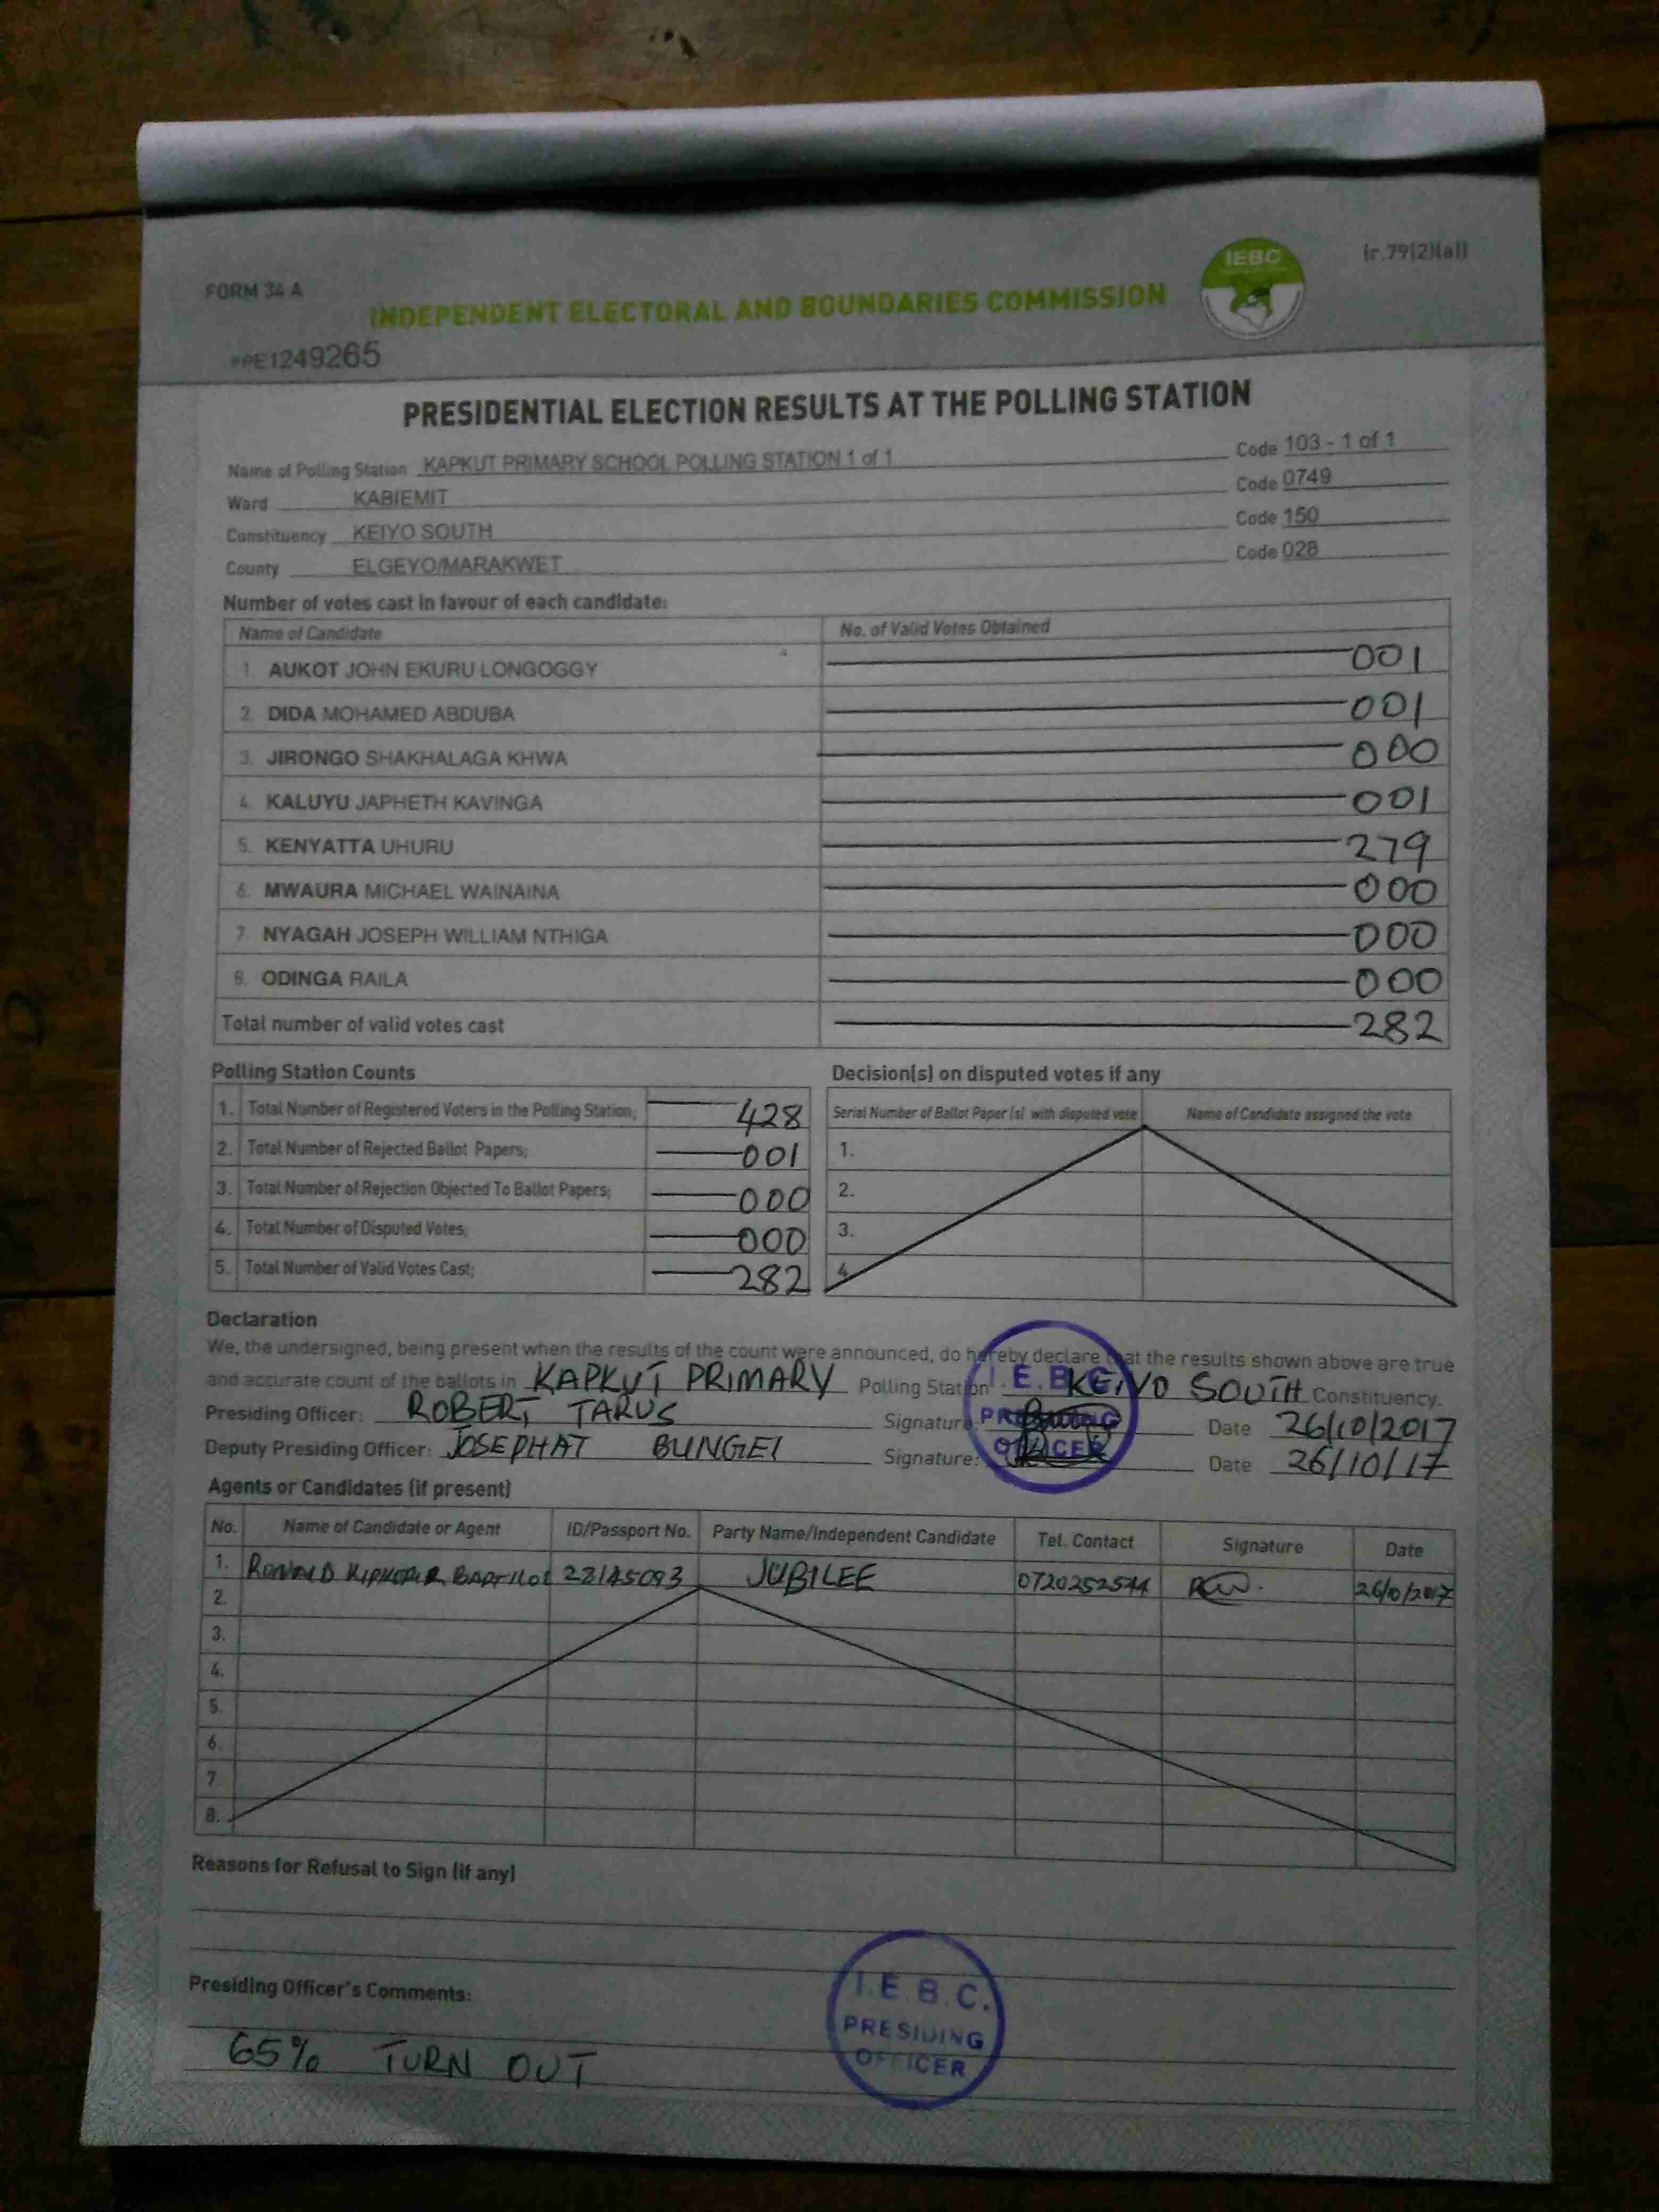 FORM 34 A
IEBC
(r.79(2)(a))
INDEPENDENT ELECTORAL AND BOUNDARIES COMMISSION
#PE1249265
PRESIDENTIAL ELECTION RESULTS AT THE POLLING STATION
Name of Polling Station KAPKUT PRIMARY SCHOOL POLLING STATION 1 of 1 Code 103 - 1 of 1
Ward KABIEMIT Code 0749
Constituency KEIYO SOUTH Code 150
County ELGEYO/MARAKWET Code 028
Number of votes cast in favour of each candidate:
Name of Candidate No. of Valid Votes Obtained
1. AUKOT JOHN EKURU LONGOGGY 001
2. DIDA MOHAMED ABDUBA 001
3. JIRONGO SHAKHALAGA KHWA 000
4. KALUYU JAPHETH KAVINGA 001
5. KENYATTA UHURU 279
6. MWAURA MICHAEL WAINAINA 000
7. NYAGAH JOSEPH WILLIAM NTHIGA 000
8. ODINGA RAILA 000
Total number of valid votes cast 282
Polling Station Counts
1. Total Number of Registered Voters in the Polling Station; 428
2. Total Number of Rejected Ballot Papers; 001
3. Total Number of Rejection Objected To Ballot Papers; 000
4. Total Number of Disputed Votes; 000
5. Total Number of Valid Votes Cast; 282
Decision(s) on disputed votes if any
Serial Number of Ballot Paper (s) with disputed vote Name of Candidate assigned the vote
1.
2.
3.
4.
Declaration
We, the undersigned, being present when the results of the count were announced, do hereby declare that the results shown above are true
and accurate count of the ballots in KAPKUT PRIMARY Polling Station KEIYO SOUTH Constituency.
Presiding Officer: ROBERT TARUS Signature: Date 26/10/2017
Deputy Presiding Officer: JOSEPHAT BUNGEI Signature: Date 26/10/17
I.E.B.C.
PRESIDING
OFFICER
Agents or Candidates (if present)
No. Name of Candidate or Agent ID/Passport No. Party Name/Independent Candidate Tel. Contact Signature Date
1. RONALD 28145093 JUBILEE 0720252544 26/10/2017
2.
3.
4.
5.
6.
7.
8.
Reasons for Refusal to Sign (if any)
Presiding Officer's Comments:
65% TURN OUT
I.E.B.C.
PRESIDING
OFFICER